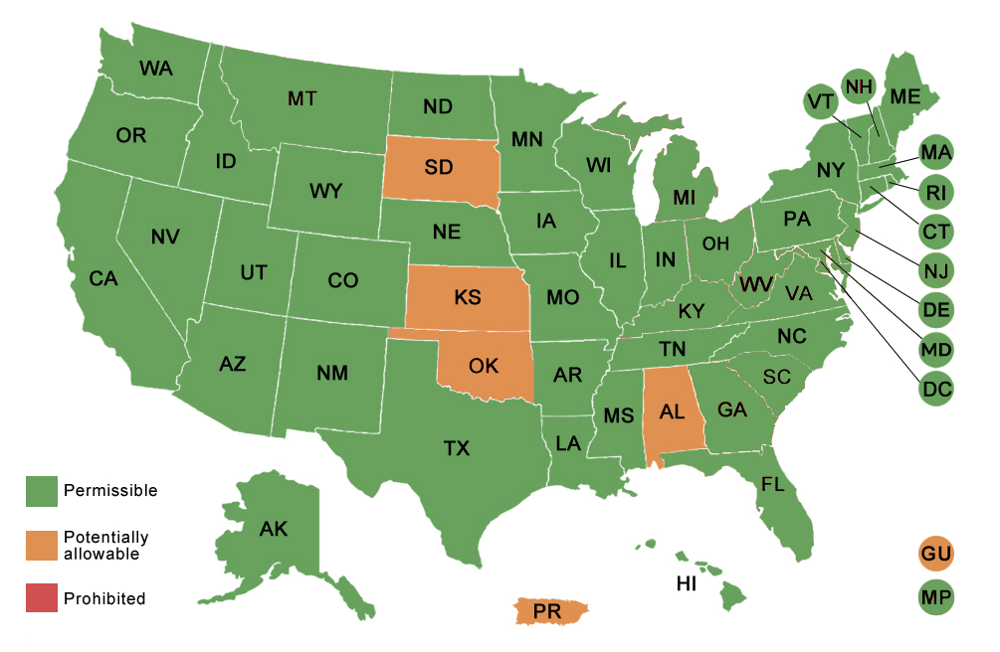 WA
MT
ND
MN
ME
NH
VT
OR
ID
SD
WI
MI
NY
MA
RI
WY
IA
PA
CT
NV
NE
IL
IN
OH
NJ
CA
UT
CO
KS
MO
WV
VA
DE
KY
MD
AZ
NM
OK
AR
TN
NC
SC
DC
TX
LA
MS
AL
GA
FL
Permissible
Potentially
allowable
Prohibited
AK
HI
PR
GU
MP